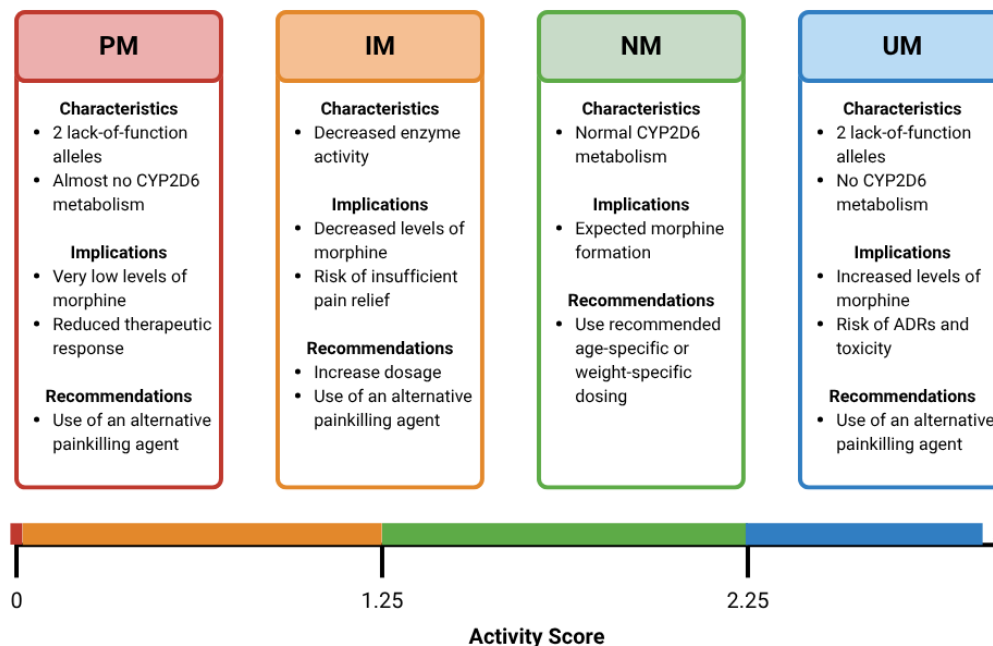 PM
Characteristics
• 2 lack-of-function
alleles
• Almost no CYP2D6
metabolism
Implications
• Very low levels of
morphine
• Reduced therapeutic
response
Recommendations
• Use of an alternative
painkilling agent
IM
Characteristics
• Decreased enzyme
activity
Implications
• Decreased levels of
morphine
• Risk of insufficient
pain relief
Recommendations
• Increase dosage
• Use of an alternative
painkilling agent
NM
Characteristics
• Normal CYP2D6
metabolism
Implications
• Expected morphine
formation
Recommendations
• Use recommended
age-specific or
weight-specific
dosing
UM
Characteristics
• 2 lack-of-function
alleles
• No CYP2D6
metabolism
Implications
• Increased levels of
morphine
• Risk of ADRs and
toxicity
Recommendations
• Use of an alternative
painkilling agent
0
1.25
2.25
Activity Score